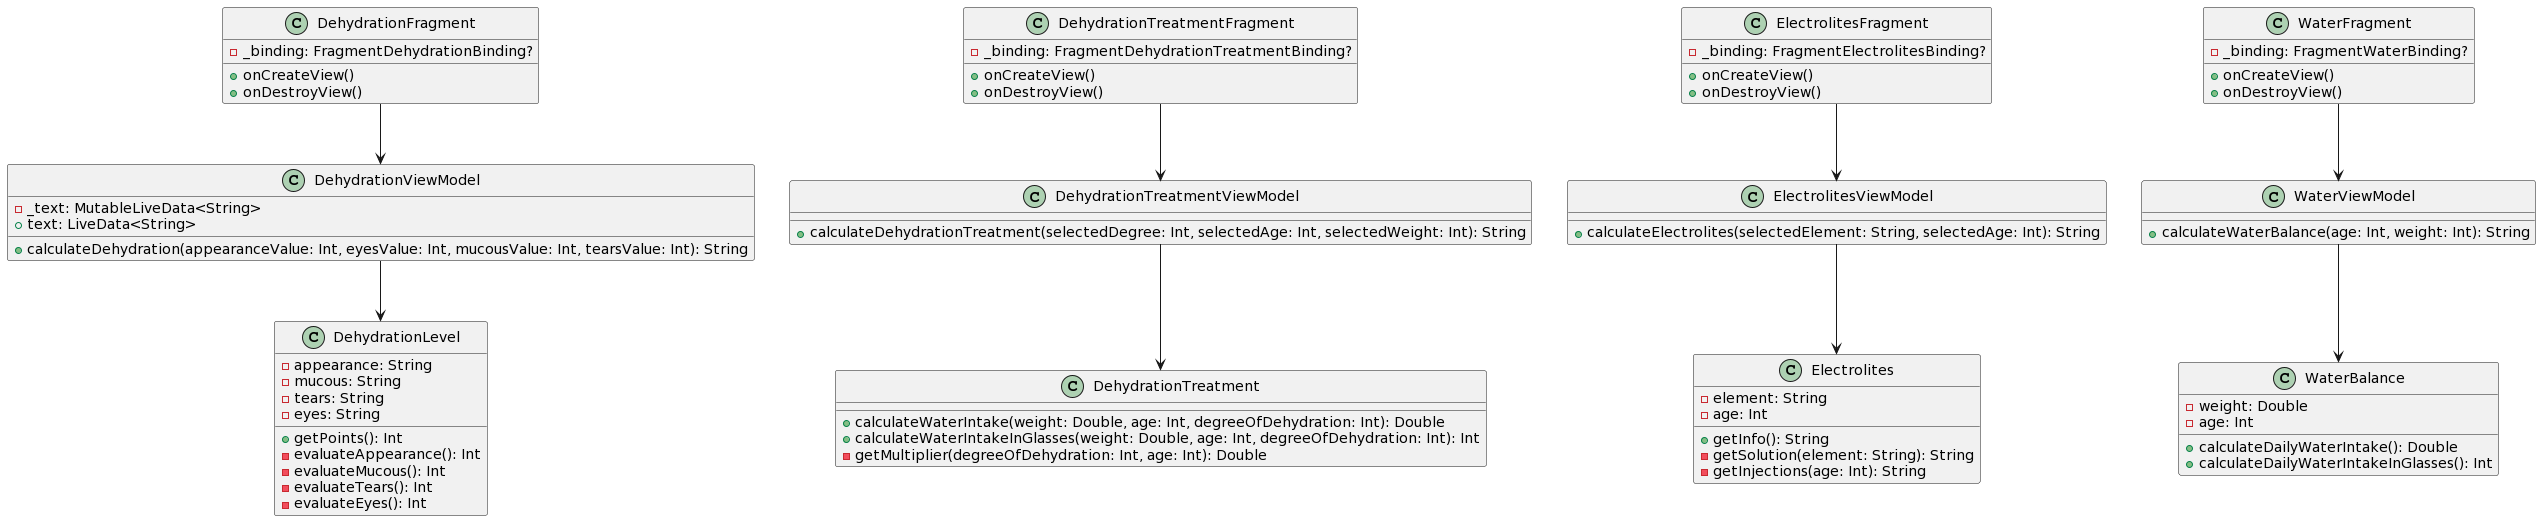 DehydrationFragment
_binding: FragmentDehydrationBinding?
onCreateView()
onDestroyView()
DehydrationViewModel
_text: MutableLiveData<String>
text: LiveData<String>
calculateDehydration(appearanceValue: Int, eyesValue: Int, mucousValue: Int, tearsValue: Int): String
DehydrationLevel
appearance: String
mucous: String
tears: String
eyes: String
getPoints(): Int
evaluateAppearance(): Int
evaluateMucous(): Int
evaluateTears(): Int
evaluateEyes(): Int
DehydrationTreatmentFragment
_binding: FragmentDehydrationTreatmentBinding?
onCreateView()
onDestroyView()
DehydrationTreatmentViewModel
calculateDehydrationTreatment(selectedDegree: Int, selectedAge: Int, selectedWeight: Int): String
DehydrationTreatment
calculateWaterIntake(weight: Double, age: Int, degreeOfDehydration: Int): Double
calculateWaterIntakeInGlasses(weight: Double, age: Int, degreeOfDehydration: Int): Int
getMultiplier(degreeOfDehydration: Int, age: Int): Double
ElectrolitesFragment
_binding: FragmentElectrolitesBinding?
onCreateView()
onDestroyView()
ElectrolitesViewModel
calculateElectrolites(selectedElement: String, selectedAge: Int): String
Electrolites
element: String
age: Int
getInfo(): String
getSolution(element: String): String
getInjections(age: Int): String
WaterFragment
_binding: FragmentWaterBinding?
onCreateView()
onDestroyView()
WaterViewModel
calculateWaterBalance(age: Int, weight: Int): String
WaterBalance
weight: Double
age: Int
calculateDailyWaterIntake(): Double
calculateDailyWaterIntakeInGlasses(): Int